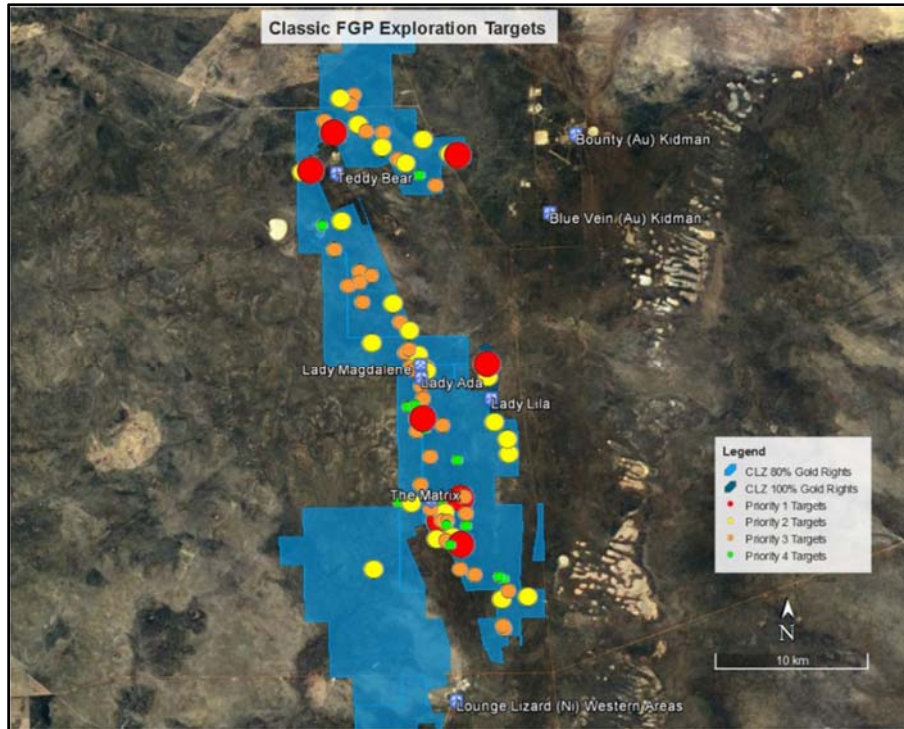 Classic FGP Exploration Targets
Bounty (Au) Kidman
Teddy Bear
Blue Vein (Au) Kidman
Lady Magdalene
Lady Ada
Lady Lila
The Matrix
Legend
CLZ 80% Gold Rights
CLZ 100% Gold Rights
Priority 1 Targets
Priority 2 Targets
Priority 3 Targets
Priority 4 Targets
N
10 km
Lounge Lizard (Ni) Western Areas